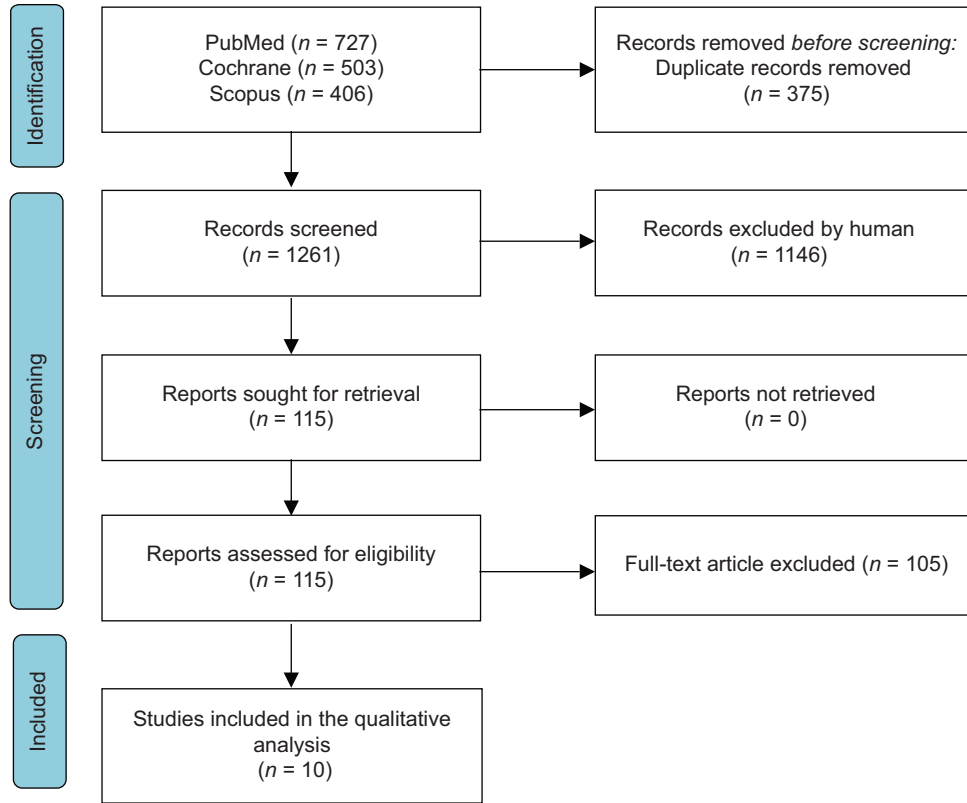 Identification
PubMed (n = 727)
Cochrane (n = 503)
Scopus (n = 406)
Records removed before screening:
Duplicate records removed
(n = 375)
Screening
Records screened
(n = 1261)
Records excluded by human
(n = 1146)
Reports sought for retrieval
(n = 115)
Reports not retrieved
(n = 0)
Reports assessed for eligibility
(n = 115)
Full-text article excluded (n = 105)
Included
Studies included in the qualitative
analysis
(n = 10)